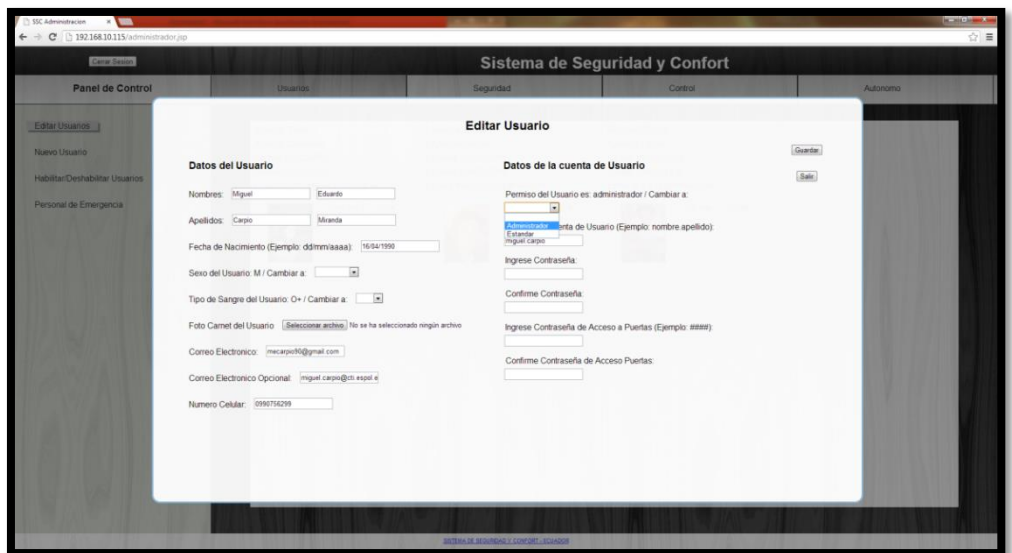 SSC Administracion
192.168.10.115/administrador.jsp
Cerrar Sesion
Sistema de Seguridad y Confort
Panel de Control
Usuarios
Seguridad
Control
Autonomo
Editar Usuarios
Nuevo Usuario
Habilitar/Deshabilitar Usuarios
Personal de Emergencia
Editar Usuario
Guardar
Salir
Datos del Usuario
Nombres: Miguel Eduardo
Apellidos: Carpio Miranda
Fecha de Nacimiento (Ejemplo: dd/mm/aaaa): 16/04/1990
Sexo del Usuario: M / Cambiar a:
Tipo de Sangre del Usuario: O+ / Cambiar a:
Foto Carnet del Usuario Seleccionar archivo No se ha seleccionado ningún archivo
Correo Electronico: mecarpio90@gmail.com
Correo Electronico Opcional: miguel.carpio@cti.espol.e
Numero Celular: 0990756299
Datos de la cuenta de Usuario
Permiso del Usuario es: administrador / Cambiar a:
Administrador
Estandar
enta de Usuario (Ejemplo: nombre.apellido):
miguel.carpio
Ingrese Contraseña:
Confirme Contraseña:
Ingrese Contraseña de Acceso a Puertas (Ejemplo: ####):
Confirme Contraseña de Acceso Puertas:
SISTEMA DE SEGURIDAD Y CONFORT - ECUADOR